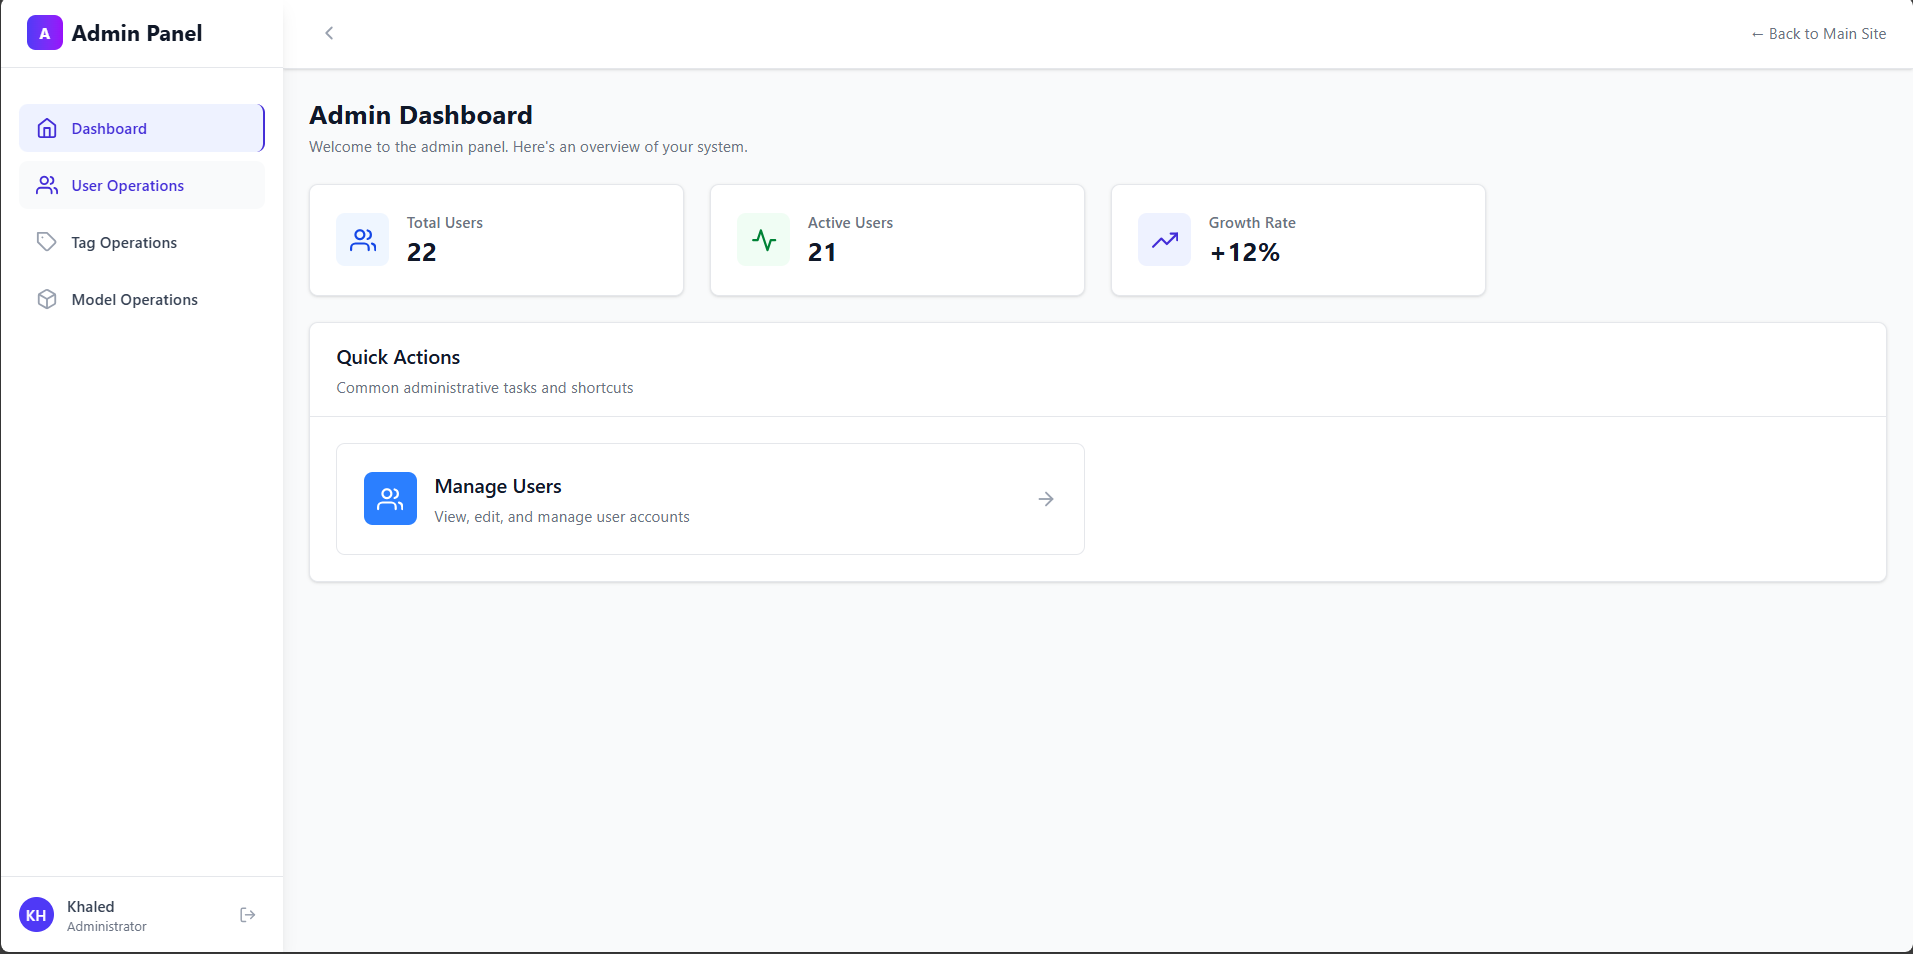 A Admin Panel
← Back to Main Site
Dashboard
User Operations
Tag Operations
Model Operations
Admin Dashboard
Welcome to the admin panel. Here's an overview of your system.
Total Users
22
Active Users
21
Growth Rate
+12%
Quick Actions
Common administrative tasks and shortcuts
Manage Users
View, edit, and manage user accounts
KH
Khaled
Administrator